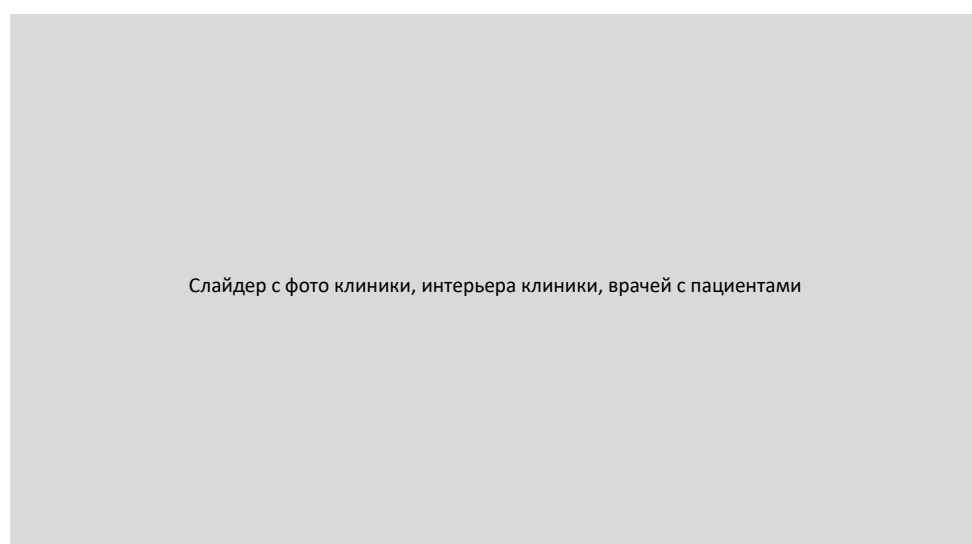 Слайдер с фото клиники, интерьера клиники, врачей с пациентами